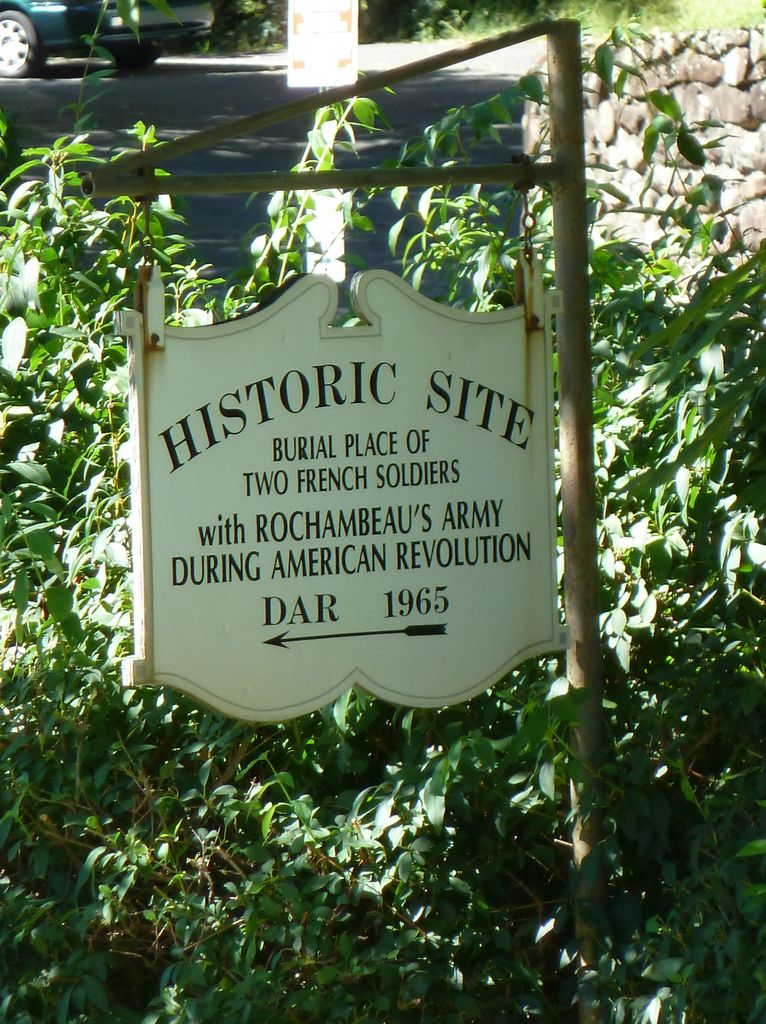 HISTORIC SITE
BURIAL PLACE OF
TWO FRENCH SOLDIERS
with ROCHAMBEAU'S ARMY
DURING AMERICAN REVOLUTION
DAR 1965